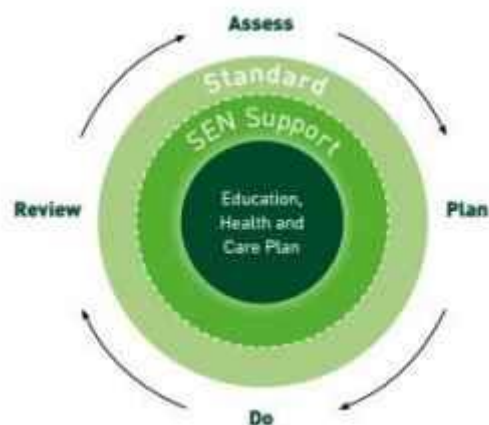 Assess
Standard
SEN Support
Education,
Health and
Care Plan
Review
Plan
Do